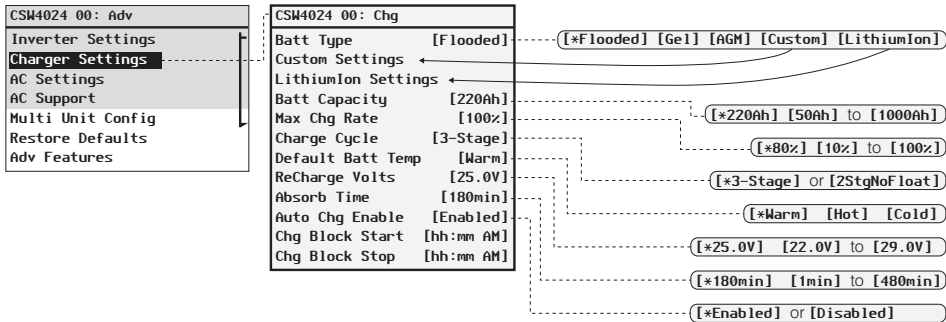 CSW4024 00: Adv
Inverter Settings
Charger Settings
AC Settings
AC Support
Multi Unit Config
Restore Defaults
Adv Features
CSW4024 00: Chg
Batt Type [Flooded]
Custom Settings
LithiumIon Settings
Batt Capacity [220Ah]
Max Chg Rate [100%]
Charge Cycle [3-Stage]
Default Batt Temp [Warm]
ReCharge Volts [25.0V]
Absorb Time [180min]
Auto Chg Enable [Enabled]
Chg Block Start [hh:mm AM]
Chg Block Stop [hh:mm AM]
[*Flooded] [Gel] [AGM] [Custom] [LithiumIon]
[*220Ah] [50Ah] to [1000Ah]
[*80%] [10%] to [100%]
[*3-Stage] or [2StgNoFloat]
[*Warm] [Hot] [Cold]
[*25.0V] [22.0V] to [29.0V]
[*180min] [1min] to [480min]
[*Enabled] or [Disabled]